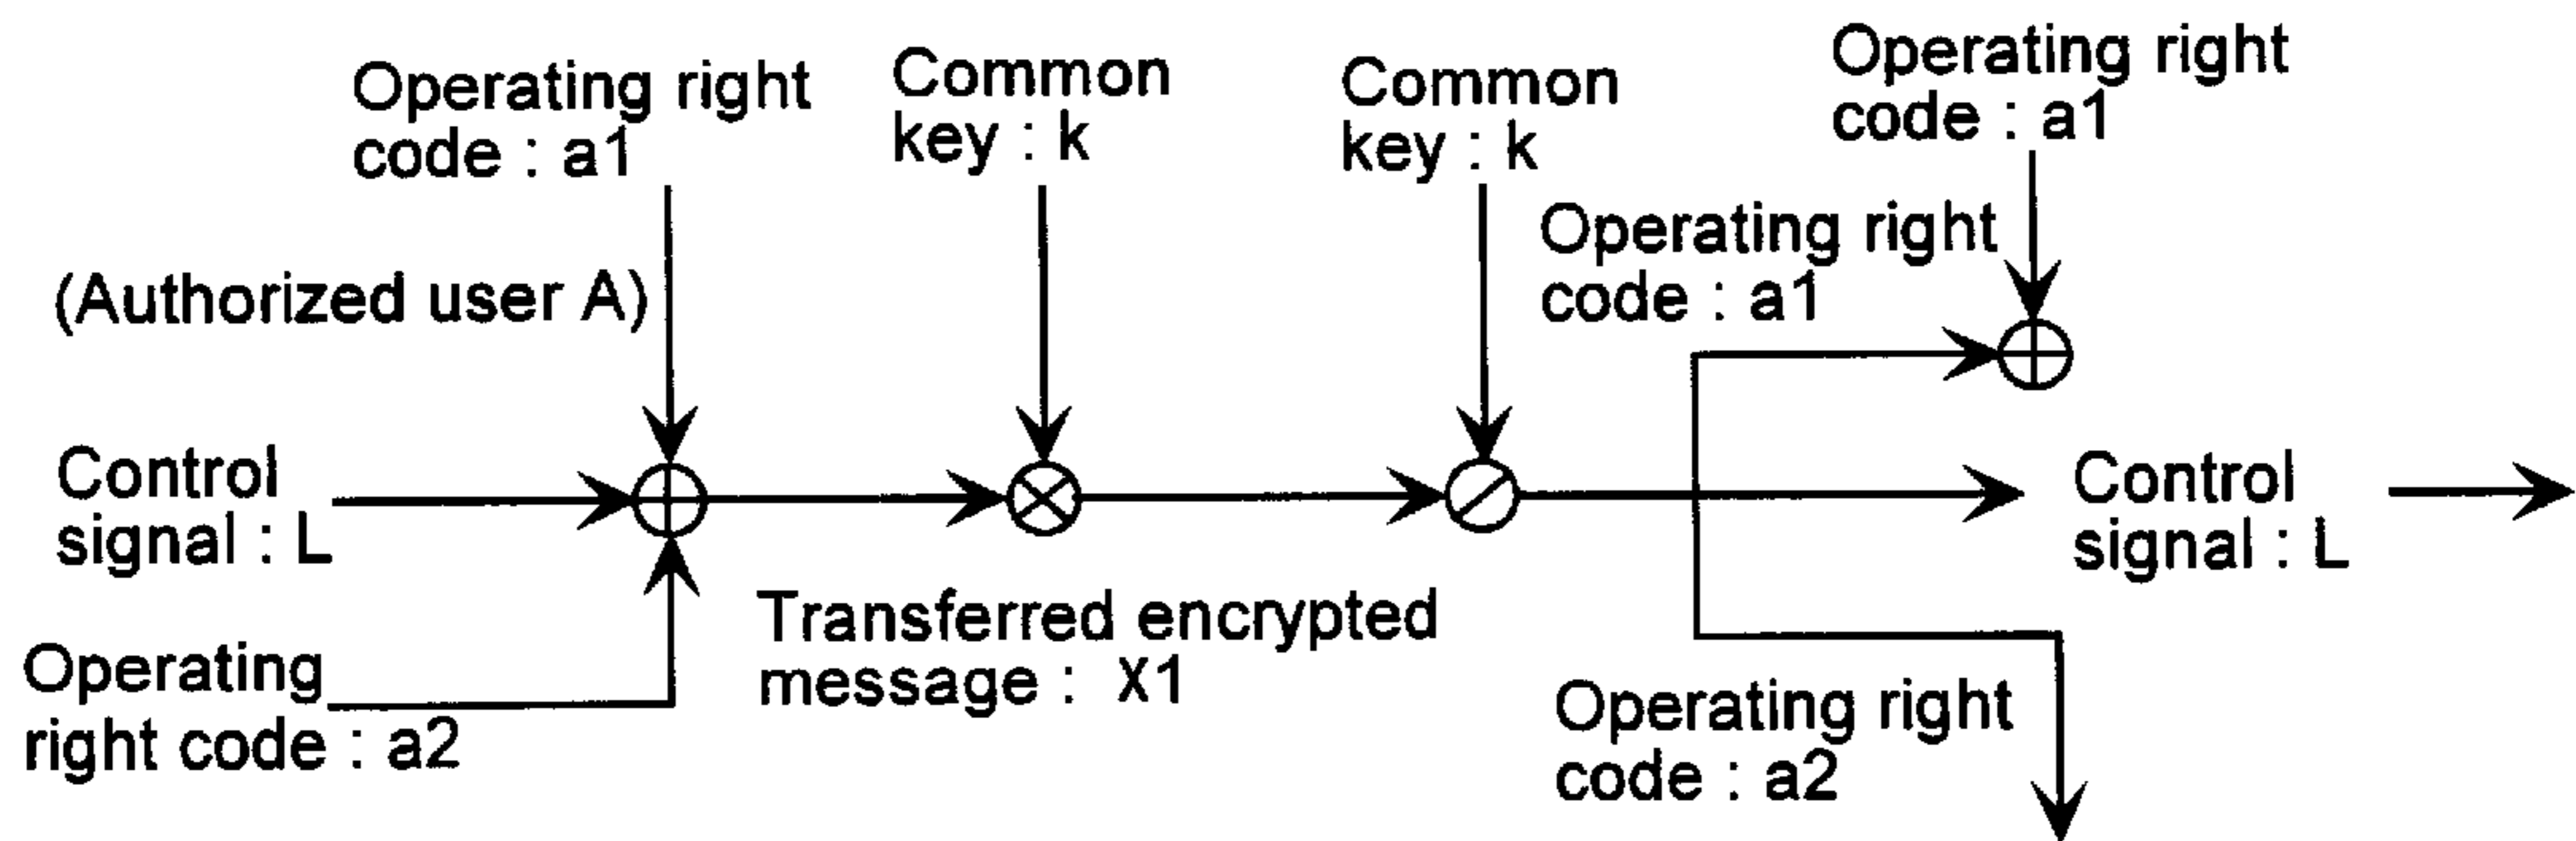 Operating right
code : a1
Common
key : k
Common
key : k
Operating right
code : a1
Operating right
code : a1
(Authorized user A)
Control
signal : L
Control
signal : L
Transferred encrypted
message : X1
Operating
right code : a2
Operating right
code : a2